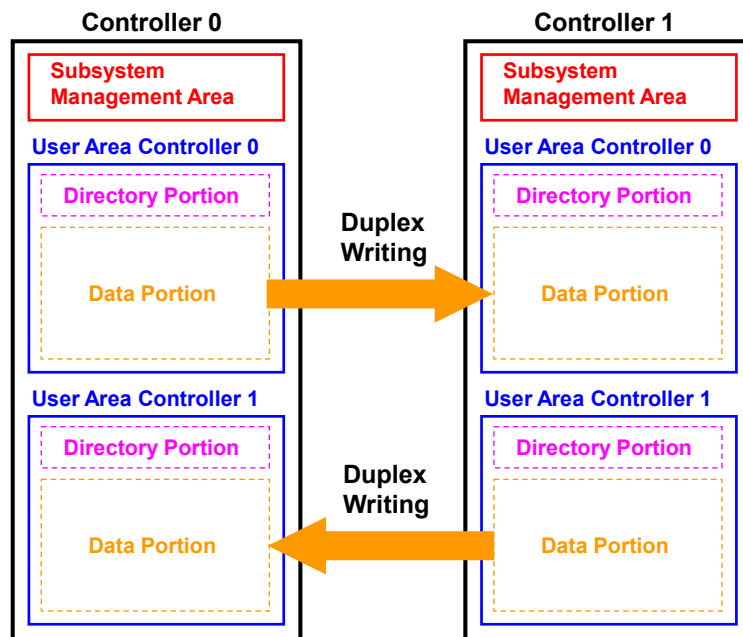 Controller 0
Subsystem
Management Area
User Area Controller 0
Directory Portion
Data Portion
User Area Controller 1
Directory Portion
Data Portion
Duplex
Writing
Duplex
Writing
Controller 1
Subsystem
Management Area
User Area Controller 0
Directory Portion
Data Portion
User Area Controller 1
Directory Portion
Data Portion